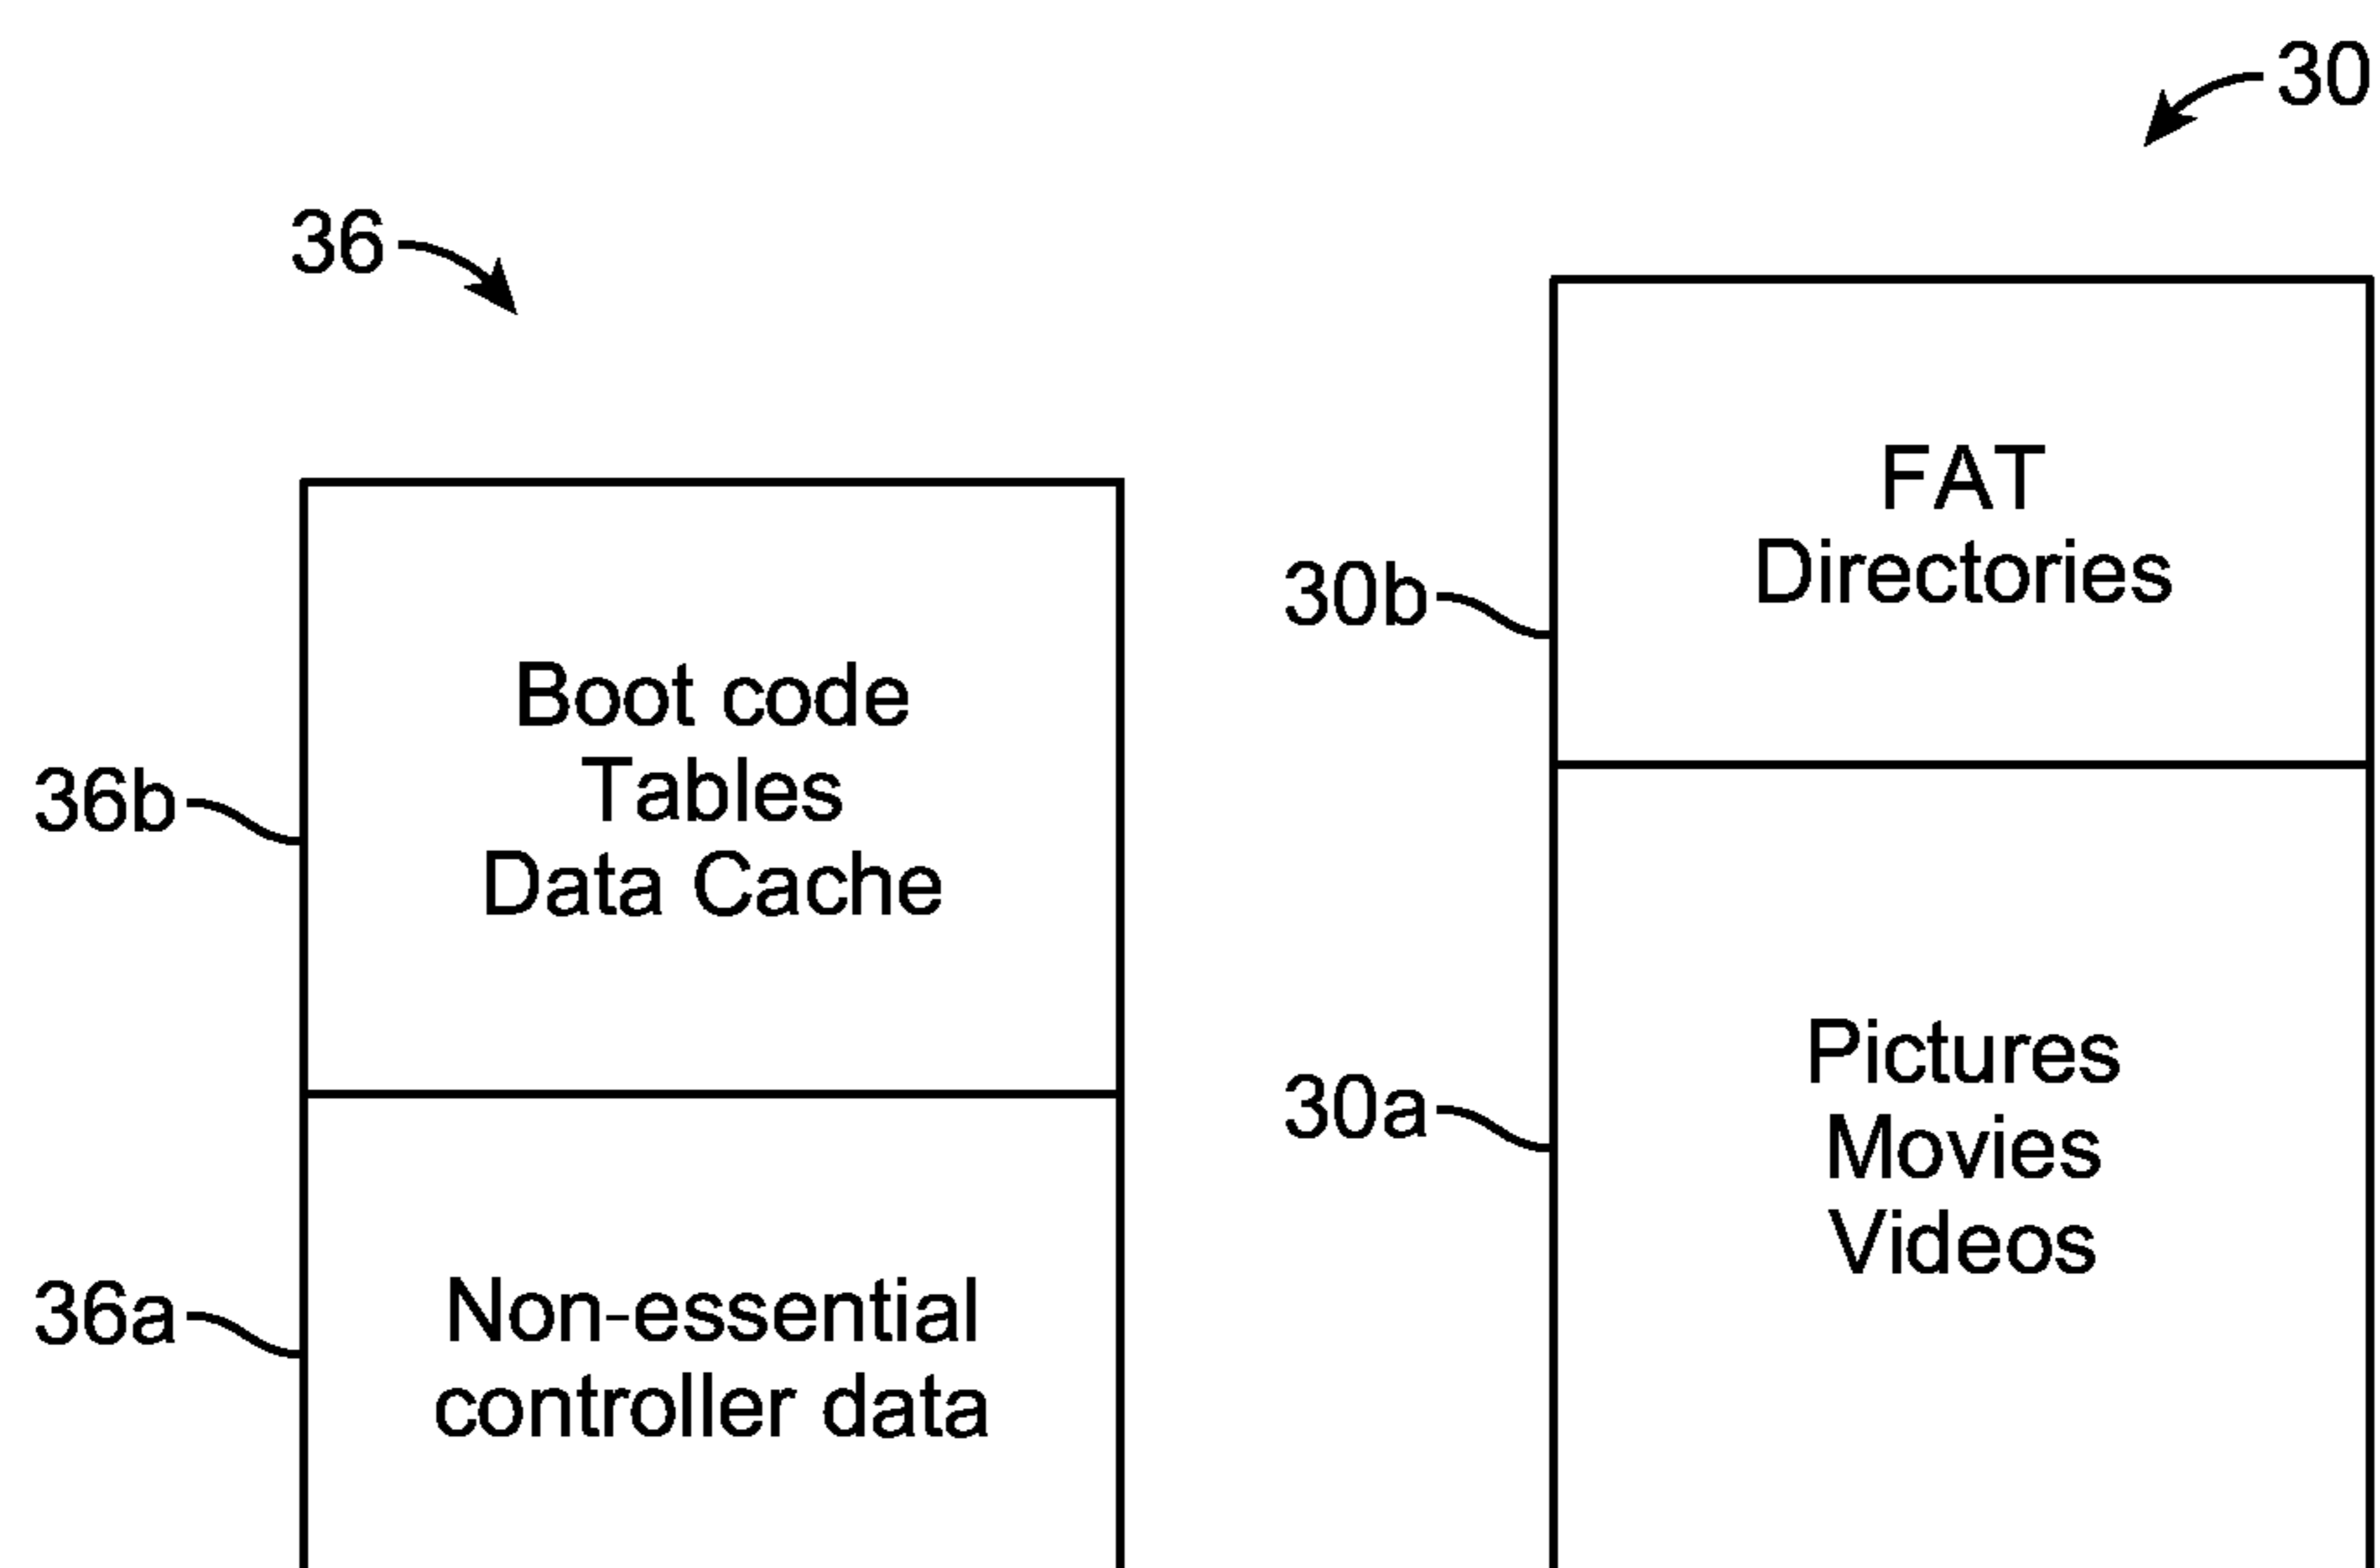 30
36
FAT
Directories
30b
Boot code
Tables
Data Cache
36b
Pictures
Movies
Videos
30a
Non-essential
controller data
36a